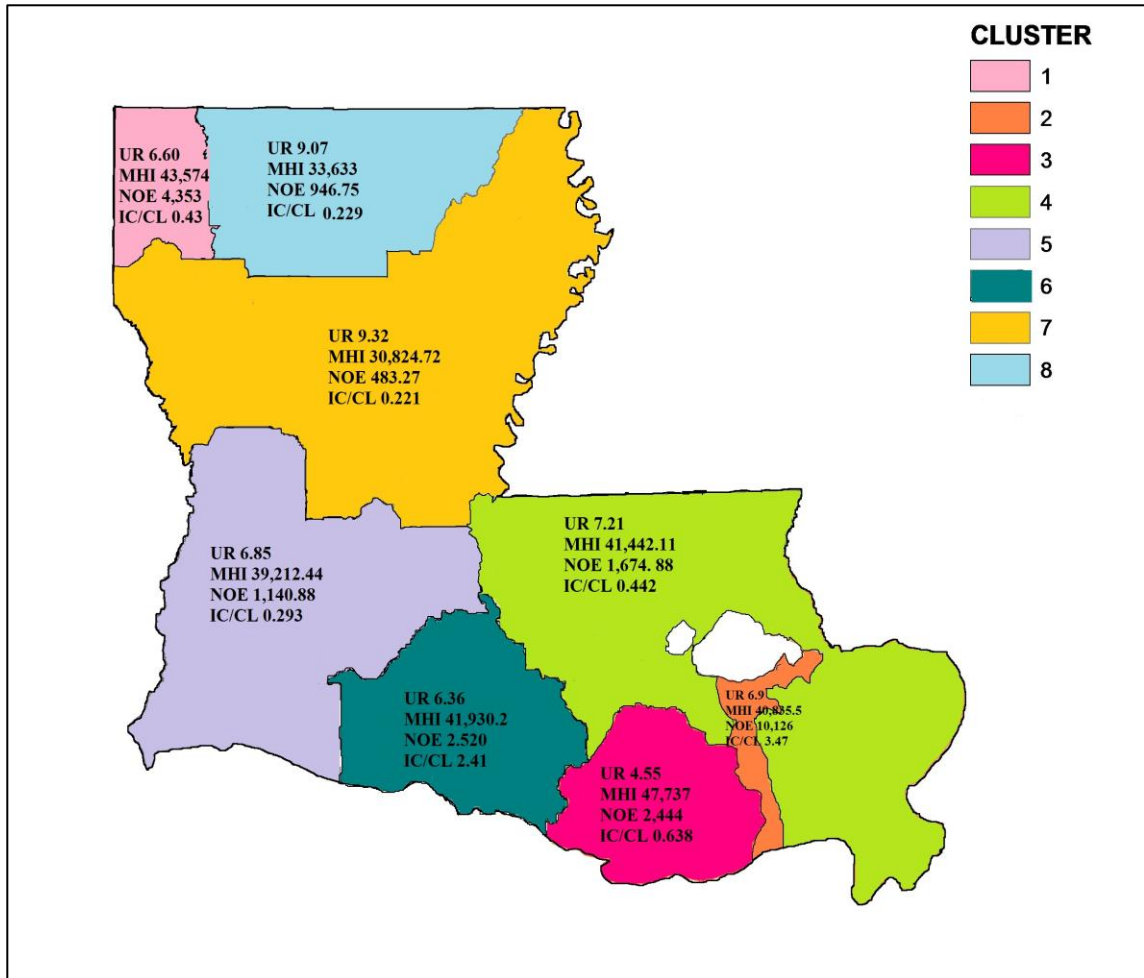 CLUSTER
1
2
3
4
5
6
7
8
UR 6.60
MHI 43,574
NOE 4,353
IC/CL 0.43
UR 9.07
MHI 33,633
NOE 946.75
IC/CL 0.229
UR 9.32
MHI 30,824.72
NOE 483.27
IC/CL 0.221
UR 6.85
MHI 39,212.44
NOE 1,140.88
IC/CL 0.293
UR 7.21
MHI 41,442.11
NOE 1,674. 88
IC/CL 0.442
UR 6.36
MHI 41,930.2
NOE 2.520
IC/CL 2.41
UR 6.9
MHI 40,835.5
NOE 10,126
IC/CL 3.47
UR 4.55
MHI 47,737
NOE 2,444
IC/CL 0.638